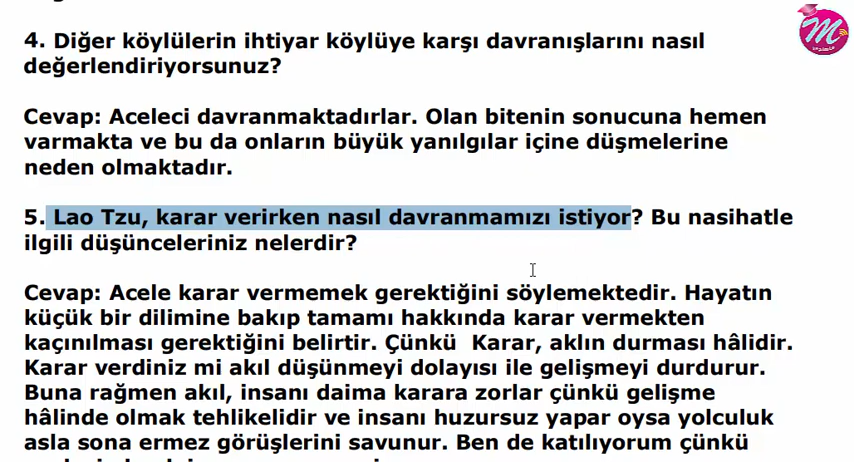 4. Diğer köylülerin ihtiyar köylüye karşı davranışlarını nasıl
değerlendiriyorsunuz?
Cevap: Aceleci davranmaktadırlar. Olan bitenin sonucuna hemen
varmakta ve bu da onların büyük yanılgılar içine düşmelerine
neden olmaktadır.
5. Lao Tzu, karar verirken nasıl davranmamızı istiyor? Bu nasihatle
ilgili düşünceleriniz nelerdir?
Cevap: Acele karar vermemek gerektiğini söylemektedir. Hayatın
küçük bir dilimine bakıp tamamı hakkında karar vermekten
kaçınılması gerektiğini belirtir. Çünkü  Karar, aklın durması hâlidir.
Karar verdiniz mi akıl düşünmeyi dolayısı ile gelişmeyi durdurur.
Buna rağmen akıl, insanı daima karara zorlar çünkü gelişme
hâlinde olmak tehlikelidir ve insanı huzursuz yapar oysa yolculuk
asla sona ermez görüşlerini savunur. Ben de katılıyorum çünkü